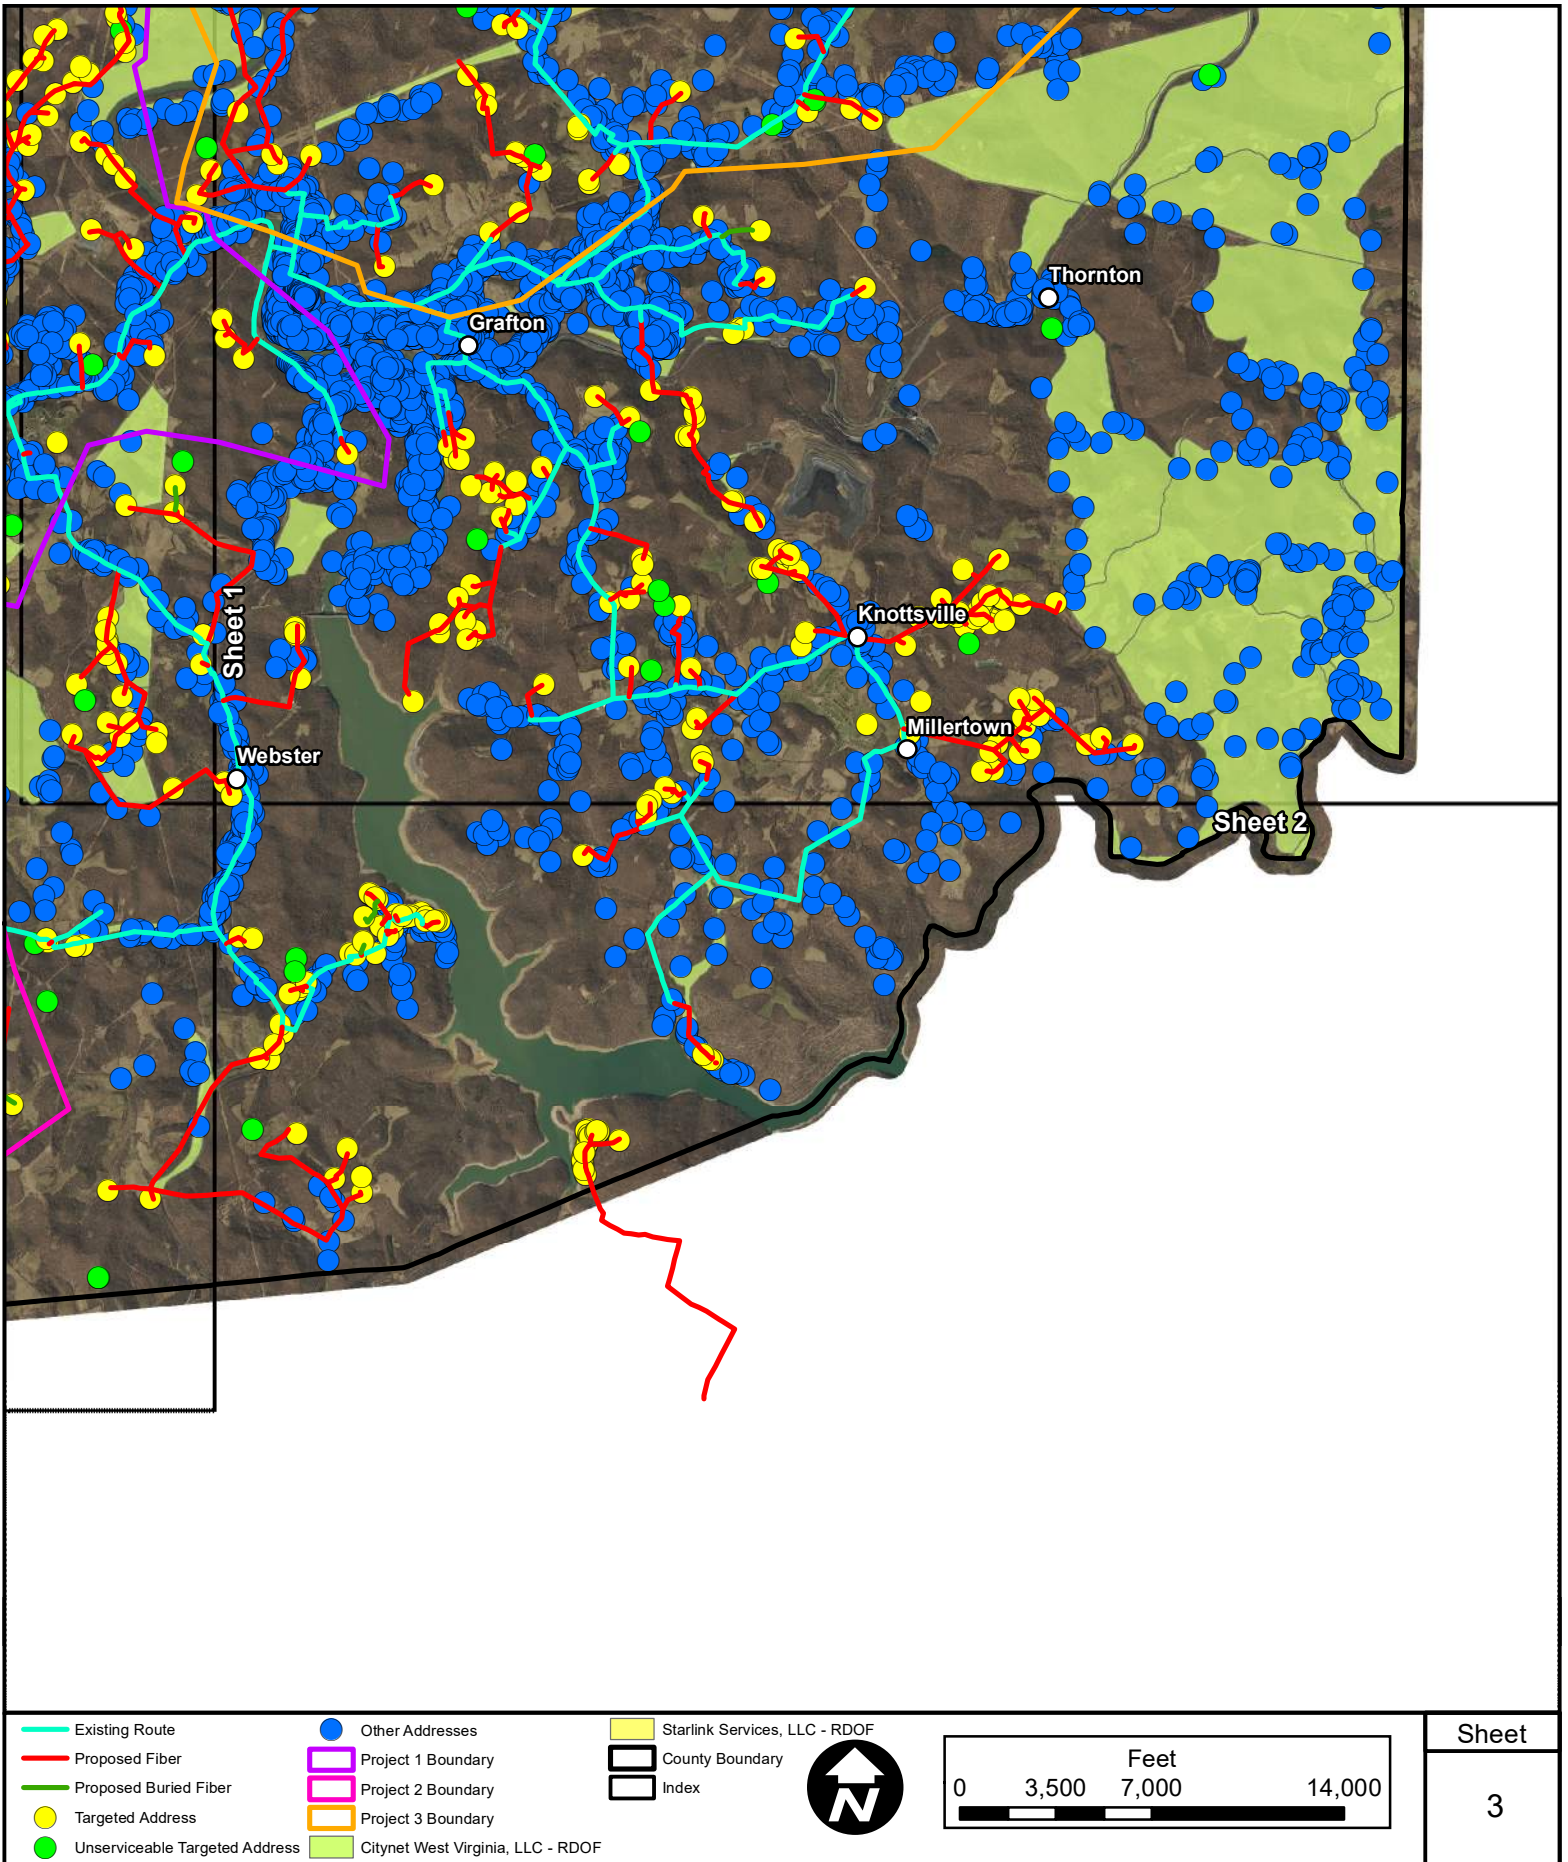 Thornton
Grafton
Sheet 1
Knottsville
Millertown
Webster
Sheet 2
Existing Route
Proposed Fiber
Proposed Buried Fiber
Targeted Address
Unserviceable Targeted Address
Other Addresses
Project 1 Boundary
Project 2 Boundary
Project 3 Boundary
Citynet West Virginia, LLC - RDOF
Starlink Services, LLC - RDOF
County Boundary
Index
N
Feet
0 3,500 7,000 14,000
Sheet
3